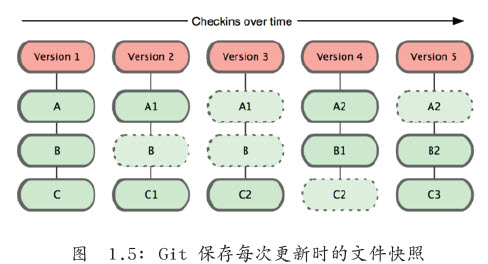 Checkins over time
Version 1 Version 2 Version 3 Version 4 Version 5
A A1 A1 A2 A2
B B B B1 B2
C C1 C2 C2 C3
图 1.5: Git 保存每次更新时的文件快照